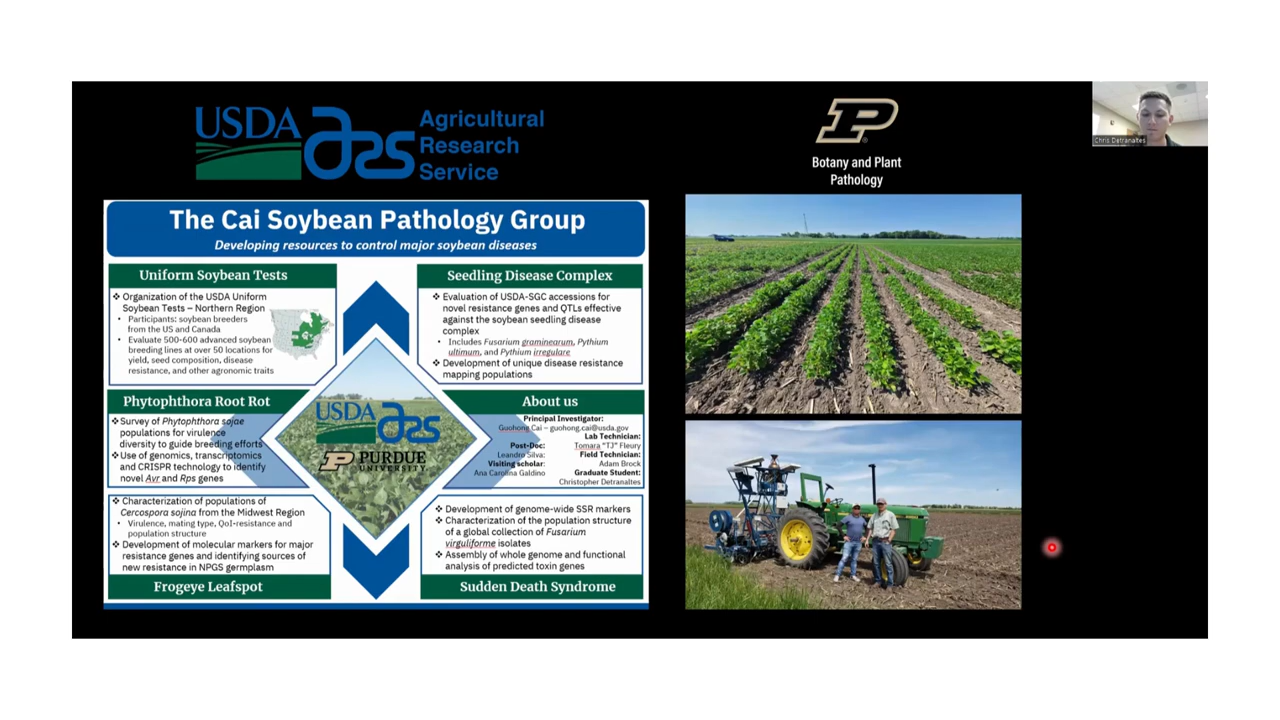 USDA ars Agricultural
Research
Service
P
Botany and Plant
Pathology
Chris Detranaltes
The Cai Soybean Pathology Group
Developing resources to control major soybean diseases
Uniform Soybean Tests
❖ Organization of the USDA Uniform
Soybean Tests – Northern Region
• Participants: soybean breeders
from the US and Canada
• Evaluate 500-600 advanced soybean
breeding lines at over 50 locations for
yield, seed composition, disease
resistance, and other agronomic traits
Seedling Disease Complex
❖ Evaluation of USDA-SGC accessions for
novel resistance genes and QTLs effective
against the soybean seedling disease
complex
• Includes Fusarium graminearum, Pythium
ultimum, and Pythium irregulare
❖ Development of unique disease resistance
mapping populations
Phytophthora Root Rot
❖ Survey of Phytophthora sojae
populations for virulence
diversity to guide breeding efforts
❖ Use of genomics, transcriptomics
and CRISPR technology to identify
novel Avr and Rps genes
USDA ars
P PURDUE
UNIVERSITY
About us
Principal Investigator:
Guohong Cai – guohong.cai@usda.gov
Lab Technician:
Post-Doc:
Tomara "TJ" Fleury
Leandro Silva:
Field Technician:
Visiting scholar:
Adam Brock
Ana Carolina Galdino
Graduate Student:
Christopher Detranaltes
❖ Characterization of populations of
Cercospora sojina from the Midwest Region
• Virulence, mating type, QoI-resistance and
population structure
❖ Development of molecular markers for major
resistance genes and identifying sources of
new resistance in NPGS germplasm
Frogeye Leafspot
❖ Development of genome-wide SSR markers
❖ Characterization of the population structure
of a global collection of Fusarium
virguliforme isolates
❖ Assembly of whole genome and functional
analysis of predicted toxin genes
Sudden Death Syndrome